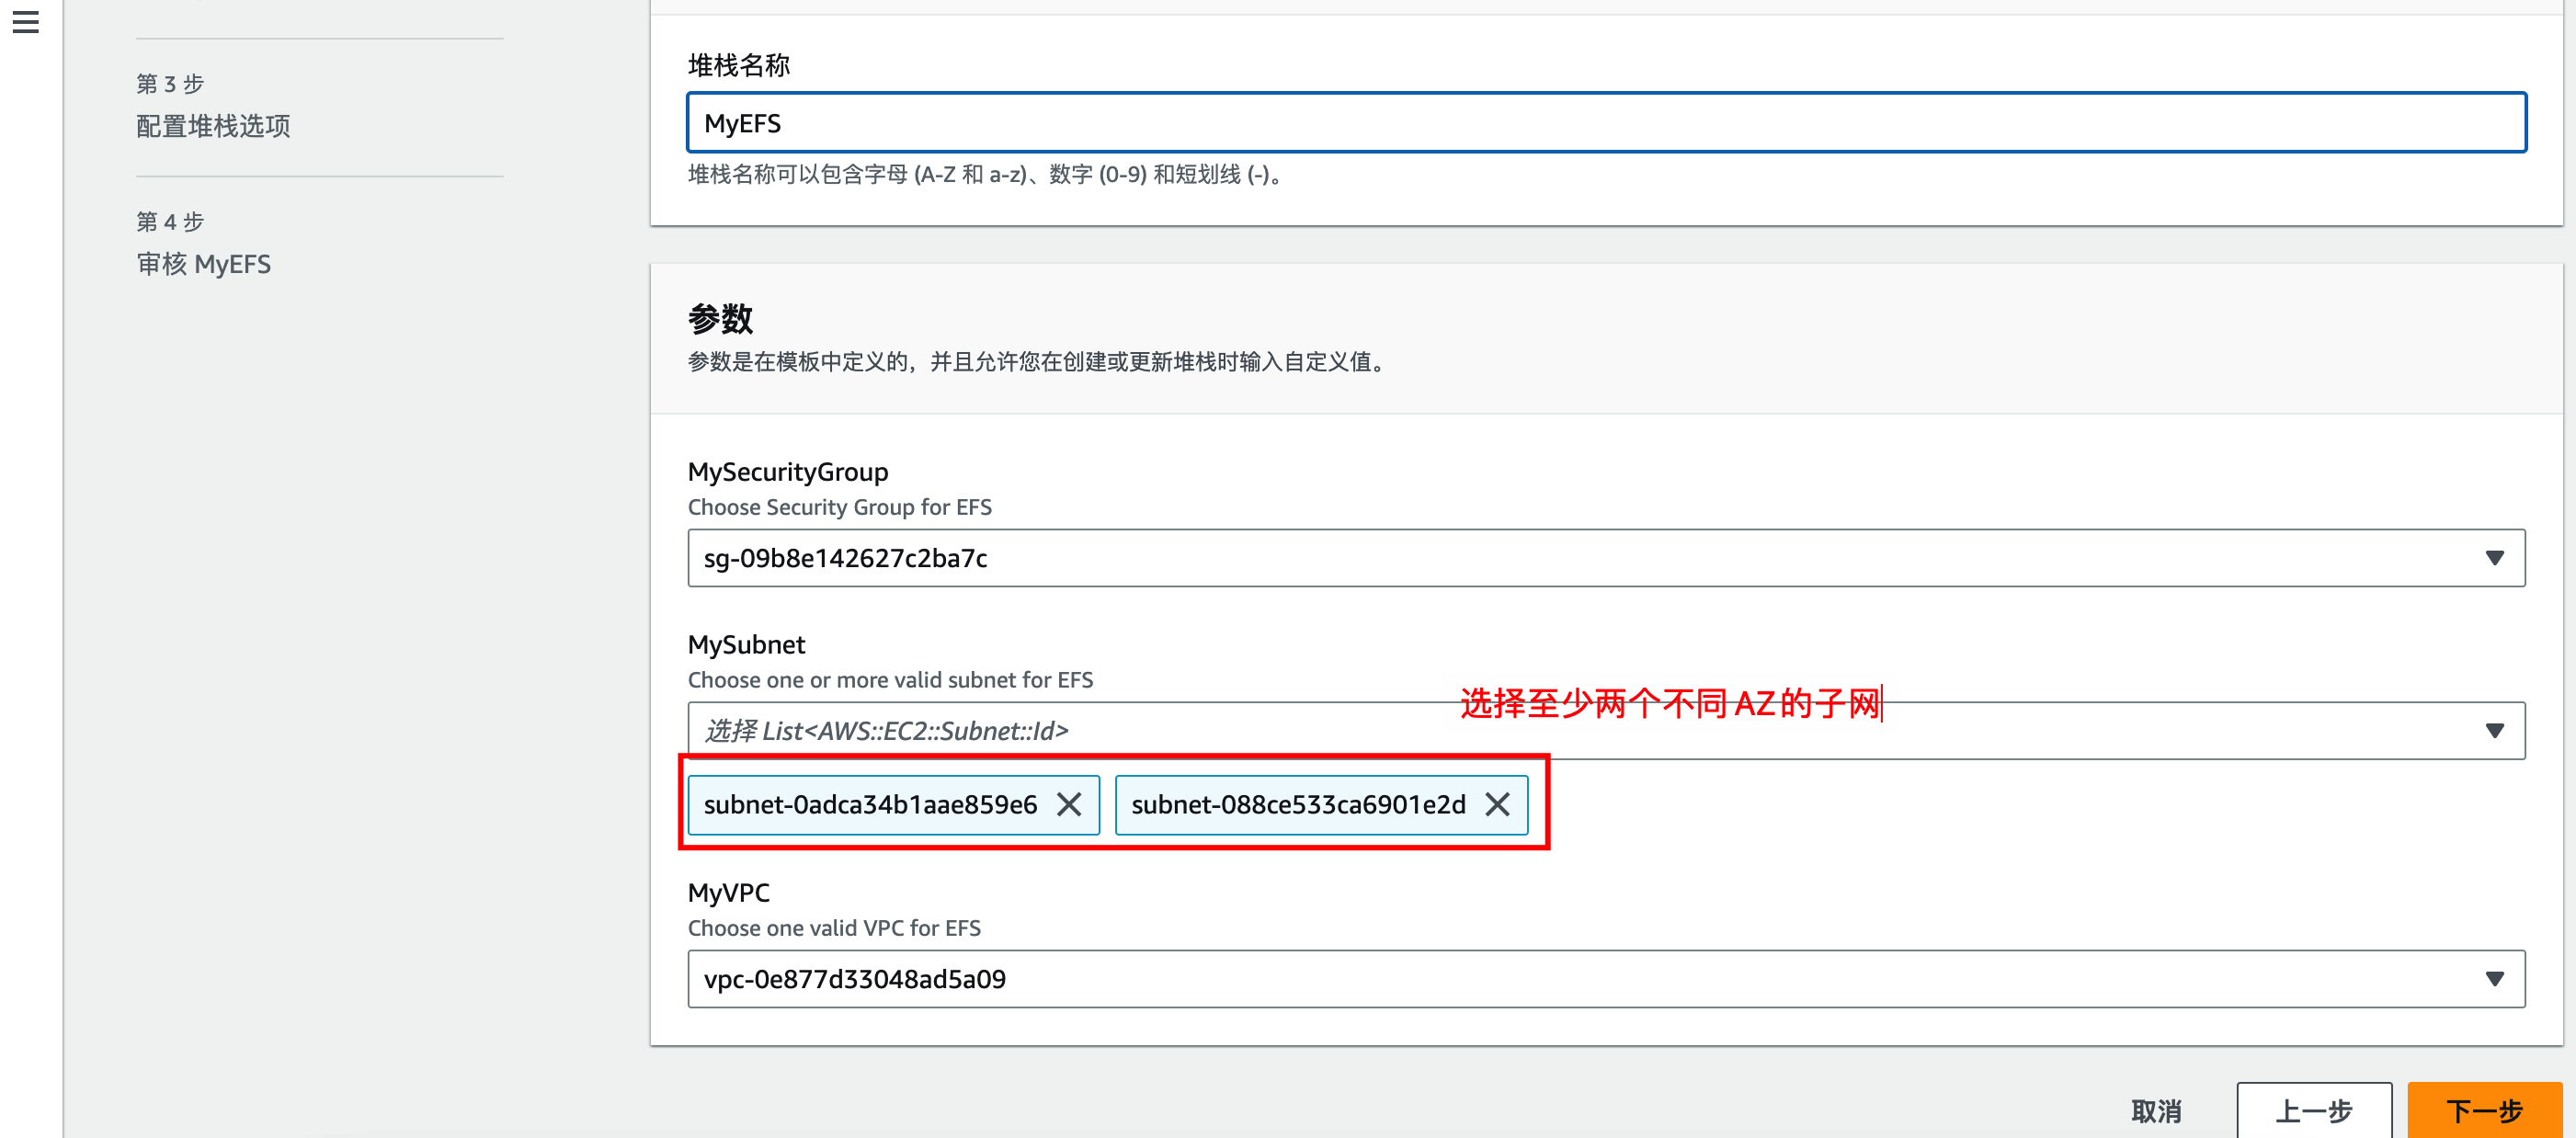 第 3 步
配置堆栈选项
第 4 步
审核 MyEFS
堆栈名称
MyEFS
堆栈名称可以包含字母 (A-Z 和 a-z)、数字 (0-9) 和短划线 (-)。
参数
参数是在模板中定义的，并且允许您在创建或更新堆栈时输入自定义值。
MySecurityGroup
Choose Security Group for EFS
sg-09b8e142627c2ba7c
MySubnet
Choose one or more valid subnet for EFS
选择至少两个不同AZ的子网
选择 List<AWS::EC2::Subnet::Id>
subnet-0adca34b1aae859e6 subnet-088ce533ca6901e2d
MyVPC
Choose one valid VPC for EFS
vpc-0e877d33048ad5a09
取消 上一步 下一步